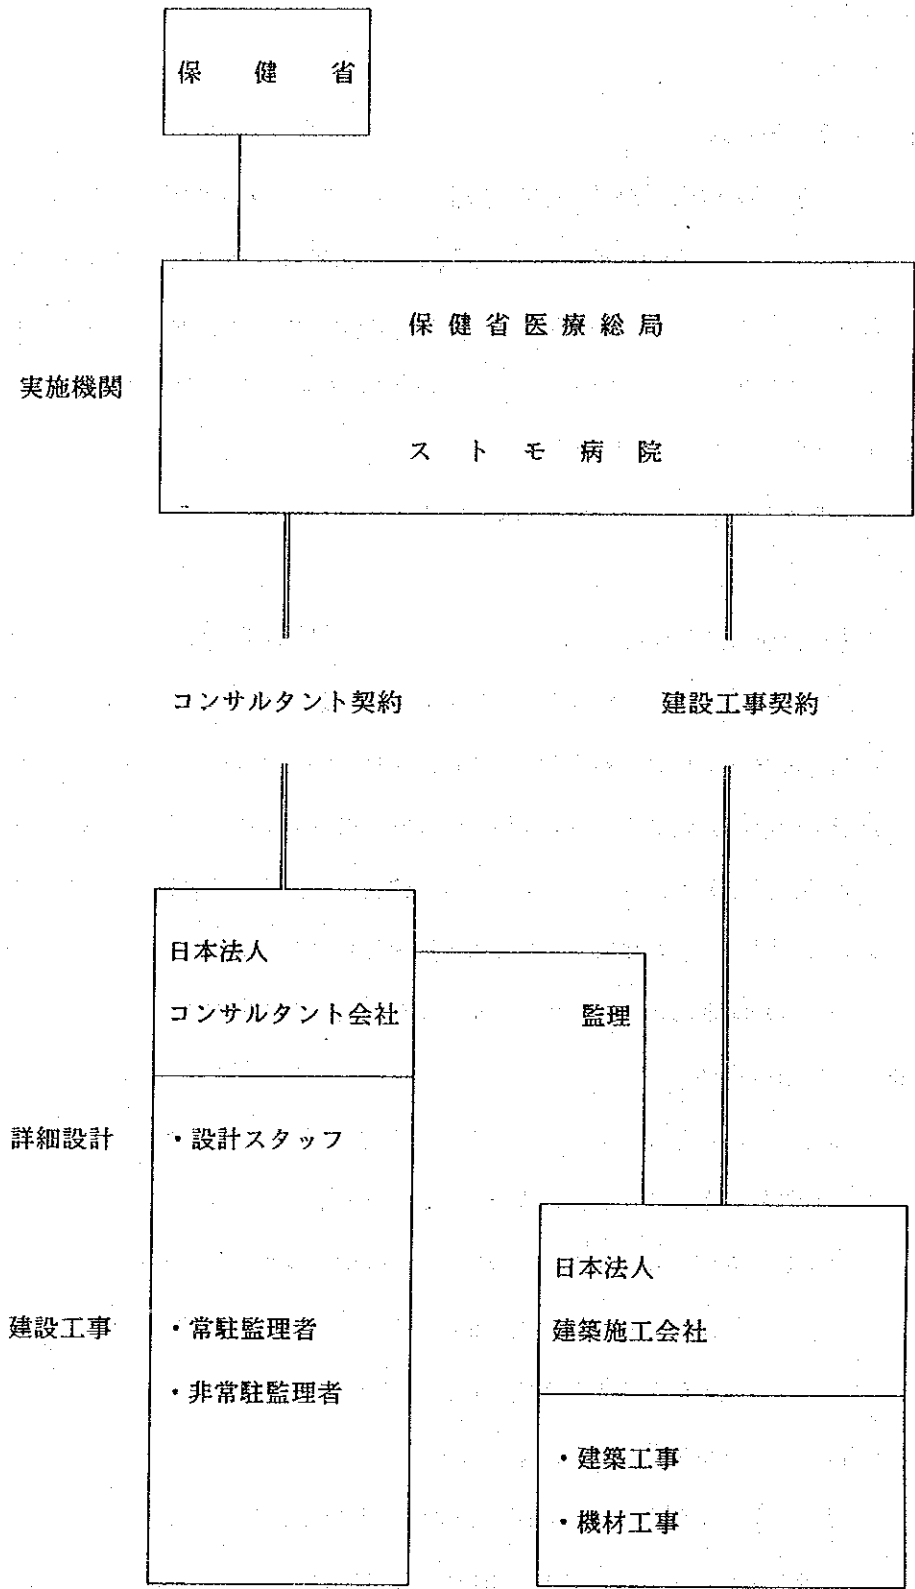 保健省
保健省医療総局
実施機関
ストモ病院
コンサルタント契約
建設工事契約
日本法人
コンサルタント会社
監理
詳細設計
・設計スタッフ
建設工事
・常駐監理者
・非常駐監理者
日本法人
建築施工会社
・建築工事
・機材工事